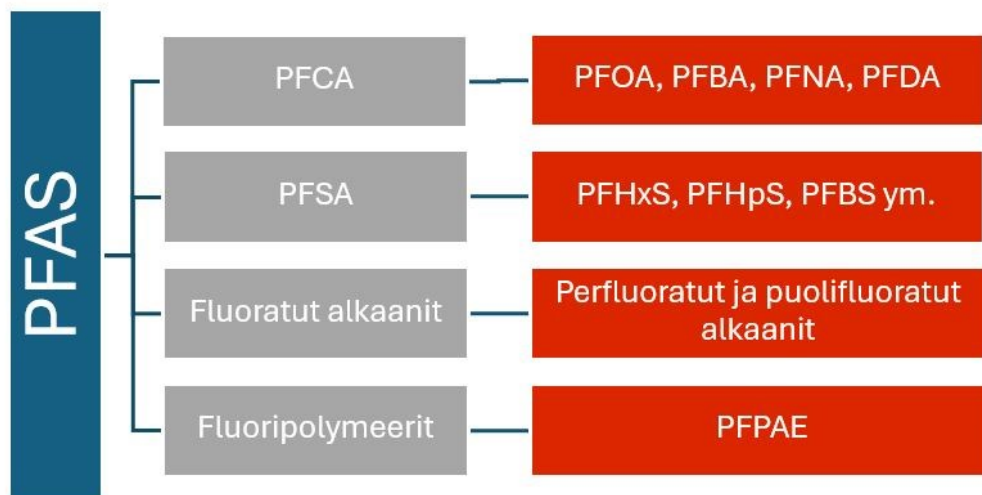 PFAS
PFCA
PFOA, PFBA, PFNA, PFDA
PFSA
PFHxS, PFHpS, PFBS ym.
Fluoratut alkaanit
Perfluoratut ja puolifluoratut
alkaanit
Fluoripolymeerit
PFPAE